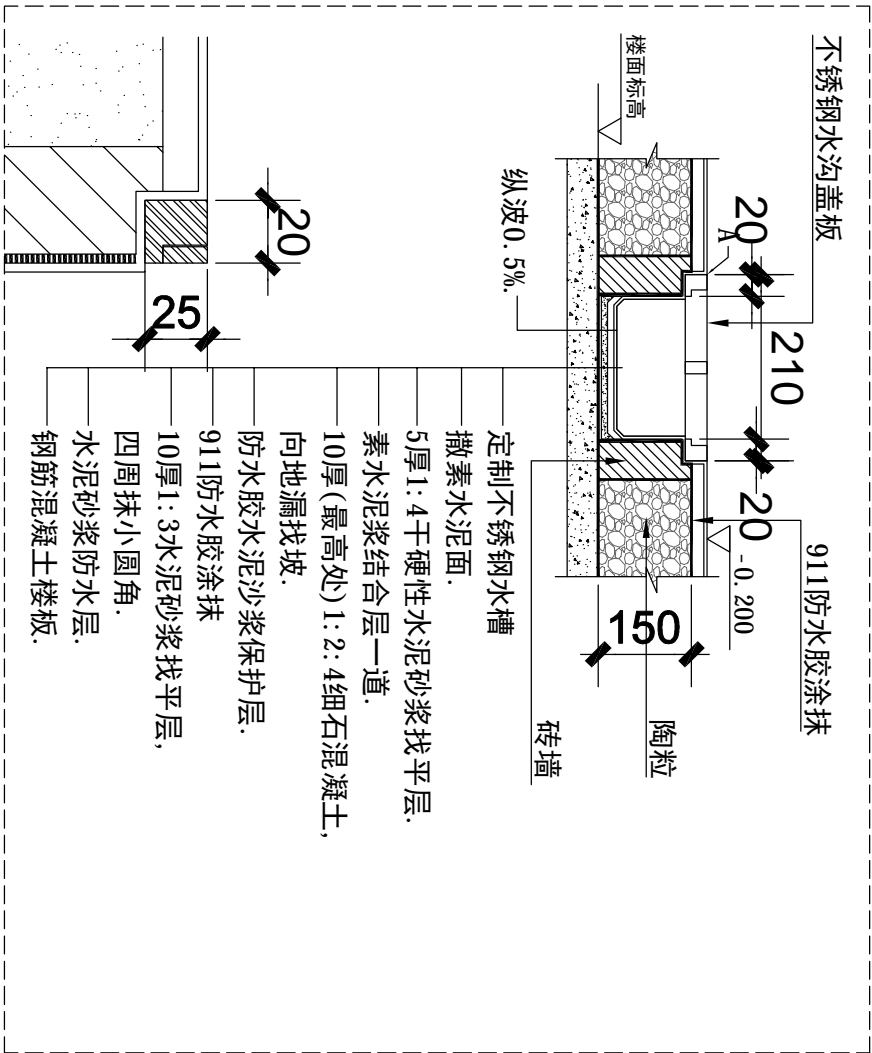 不锈钢水沟盖板
911防水胶涂抹
20
210
20
A
-0.200
楼面标高
150
纵波0.5%.
陶粒
砖墙
定制不锈钢水槽
撒素水泥面.
5厚1:4干硬性水泥砂浆找平层.
素水泥浆结合层一道.
10厚(最高处)1:2:4细石混凝土,
向地漏找坡.
防水胶水泥沙浆保护层.
911防水胶涂抹
10厚1:3水泥砂浆找平层,
四周抹小圆角.
水泥砂浆防水层.
钢筋混凝土楼板.
20
25